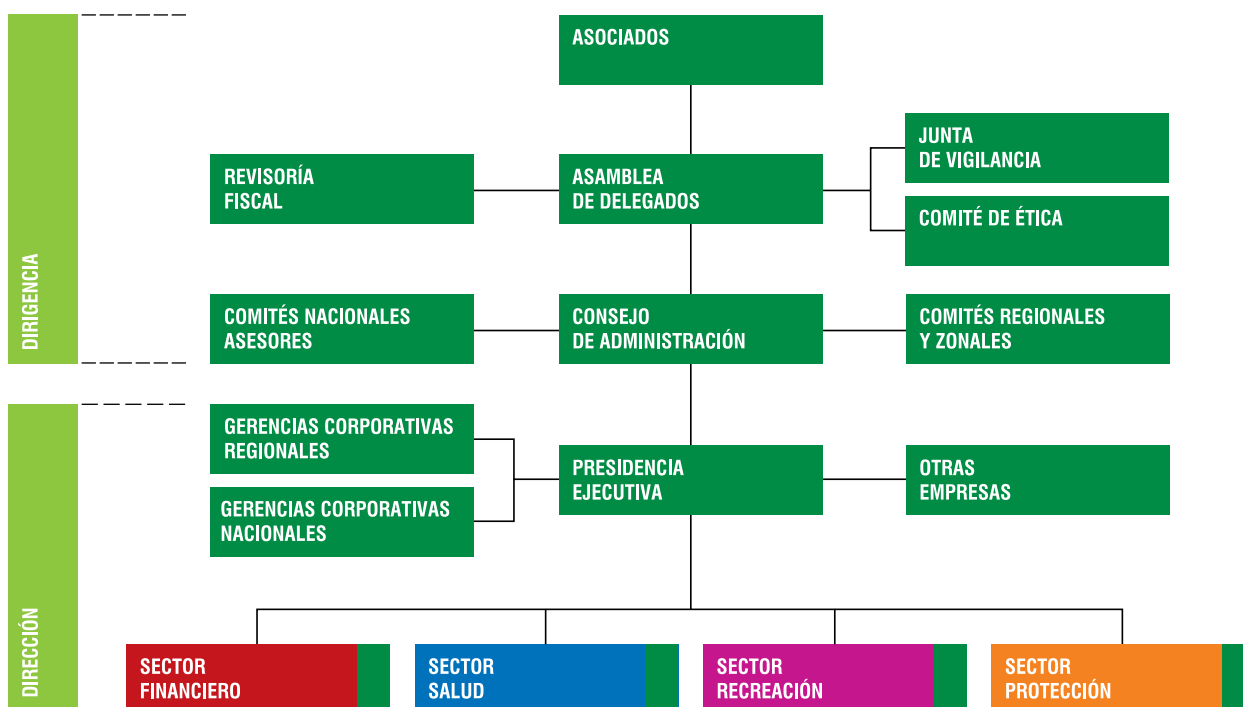 DIRIGENCIA
ASOCIADOS
REVISORÍA
FISCAL
ASAMBLEA
DE DELEGADOS
JUNTA
DE VIGILANCIA
COMITÉ DE ÉTICA
COMITÉS NACIONALES
ASESORES
CONSEJO
DE ADMINISTRACIÓN
COMITÉS REGIONALES
Y ZONALES
DIRECCIÓN
GERENCIAS CORPORATIVAS
REGIONALES
GERENCIAS CORPORATIVAS
NACIONALES
PRESIDENCIA
EJECUTIVA
OTRAS
EMPRESAS
SECTOR
FINANCIERO
SECTOR
SALUD
SECTOR
RECREACIÓN
SECTOR
PROTECCIÓN